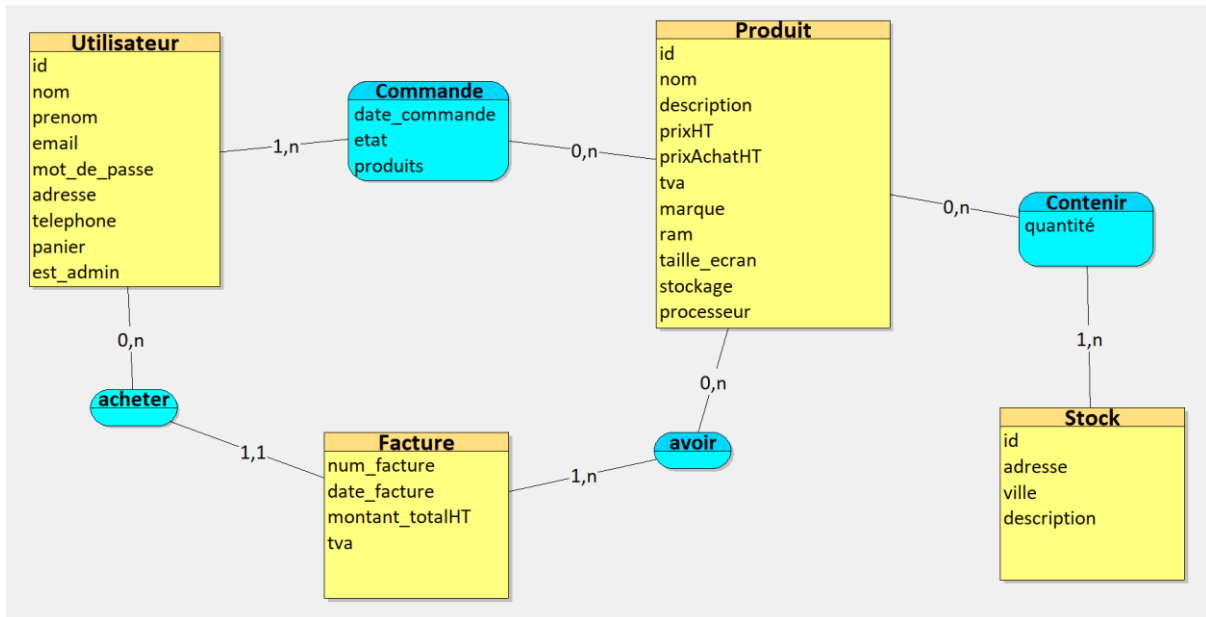 Utilisateur
id
nom
prenom
email
mot_de_passe
adresse
telephone
panier
est_admin
1,n
Commande
date_commande
etat
produits
0,n
Produit
id
nom
description
prixHT
prixAchatHT
tva
marque
ram
taille_ecran
stockage
processeur
0,n
Contenir
quantité
1,n
Stock
id
adresse
ville
description
0,n
acheter
1,1
Facture
num_facture
date_facture
montant_totalHT
tva
1,n
avoir
0,n